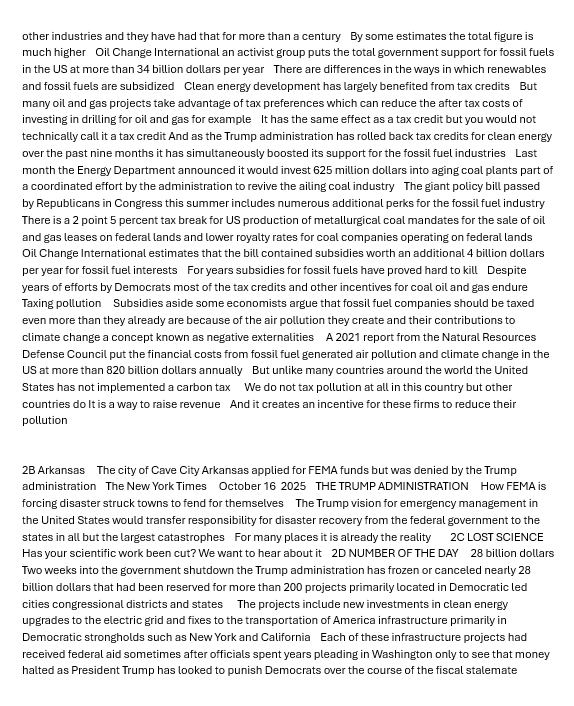 other industries and they have had that for more than a century   By some estimates the total figure is
much higher   Oil Change International an activist group puts the total government support for fossil fuels
in the US at more than 34 billion dollars per year   There are differences in the ways in which renewables
and fossil fuels are subsidized   Clean energy development has largely benefited from tax credits   But
many oil and gas projects take advantage of tax preferences which can reduce the after tax costs of
investing in drilling for oil and gas for example   It has the same effect as a tax credit but you would not
technically call it a tax credit And as the Trump administration has rolled back tax credits for clean energy
over the past nine months it has simultaneously boosted its support for the fossil fuel industries   Last
month the Energy Department announced it would invest 625 million dollars into aging coal plants part of
a coordinated effort by the administration to revive the ailing coal industry   The giant policy bill passed
by Republicans in Congress this summer includes numerous additional perks for the fossil fuel industry
There is a 2 point 5 percent tax break for US production of metallurgical coal mandates for the sale of oil
and gas leases on federal lands and lower royalty rates for coal companies operating on federal lands
Oil Change International estimates that the bill contained subsidies worth an additional 4 billion dollars
per year for fossil fuel interests   For years subsidies for fossil fuels have proved hard to kill   Despite
years of efforts by Democrats most of the tax credits and other incentives for coal oil and gas endure
Taxing pollution    Subsidies aside some economists argue that fossil fuel companies should be taxed
even more than they already are because of the air pollution they create and their contributions to
climate change a concept known as negative externalities    A 2021 report from the Natural Resources
Defense Council put the financial costs from fossil fuel generated air pollution and climate change in the
US at more than 820 billion dollars annually   But unlike many countries around the world the United
States has not implemented a carbon tax     We do not tax pollution at all in this country but other
countries do It is a way to raise revenue   And it creates an incentive for these firms to reduce their
pollution
2B Arkansas    The city of Cave City Arkansas applied for FEMA funds but was denied by the Trump
administration   The New York Times    October 16  2025   THE TRUMP ADMINISTRATION    How FEMA is
forcing disaster struck towns to fend for themselves    The Trump vision for emergency management in
the United States would transfer responsibility for disaster recovery from the federal government to the
states in all but the largest catastrophes   For many places it is already the reality      2C LOST SCIENCE
Has your scientific work been cut? We want to hear about it   2D NUMBER OF THE DAY    28 billion dollars
Two weeks into the government shutdown the Trump administration has frozen or canceled nearly 28
billion dollars that had been reserved for more than 200 projects primarily located in Democratic led
cities congressional districts and states     The projects include new investments in clean energy
upgrades to the electric grid and fixes to the transportation of America infrastructure primarily in
Democratic strongholds such as New York and California   Each of these infrastructure projects had
received federal aid sometimes after officials spent years pleading in Washington only to see that money
halted as President Trump has looked to punish Democrats over the course of the fiscal stalemate